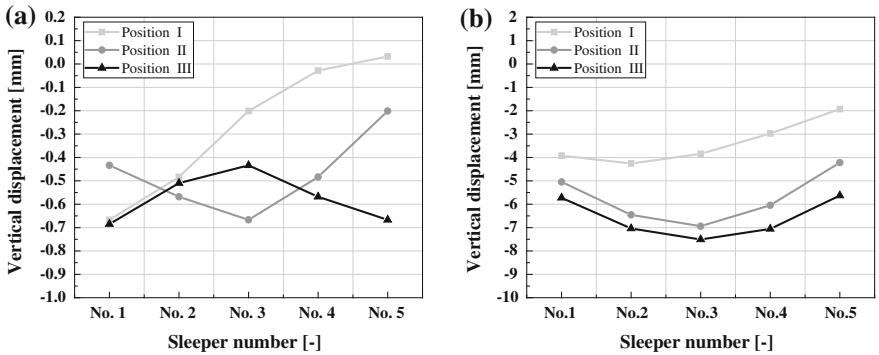 (a)
Vertical displacement [mm]
0.2
0.1
0.0
-0.1
-0.2
-0.3
-0.4
-0.5
-0.6
-0.7
-0.8
-0.9
-1.0
Position I
Position II
Position III
No. 1 No. 2 No. 3 No. 4 No. 5
Sleeper number [-]
(b)
Vertical displacement [mm]
2
1
0
-1
-2
-3
-4
-5
-6
-7
-8
-9
-10
Position I
Position II
Position III
No.1 No.2 No.3 No.4 No.5
Sleeper number [-]